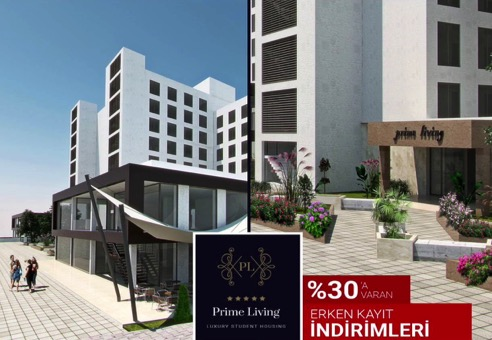 prime living
PL
Prime Living
LUXURY STUDENT HOUSING
%30'A
VARAN
ERKEN KAYIT
İNDİRİMLERİ